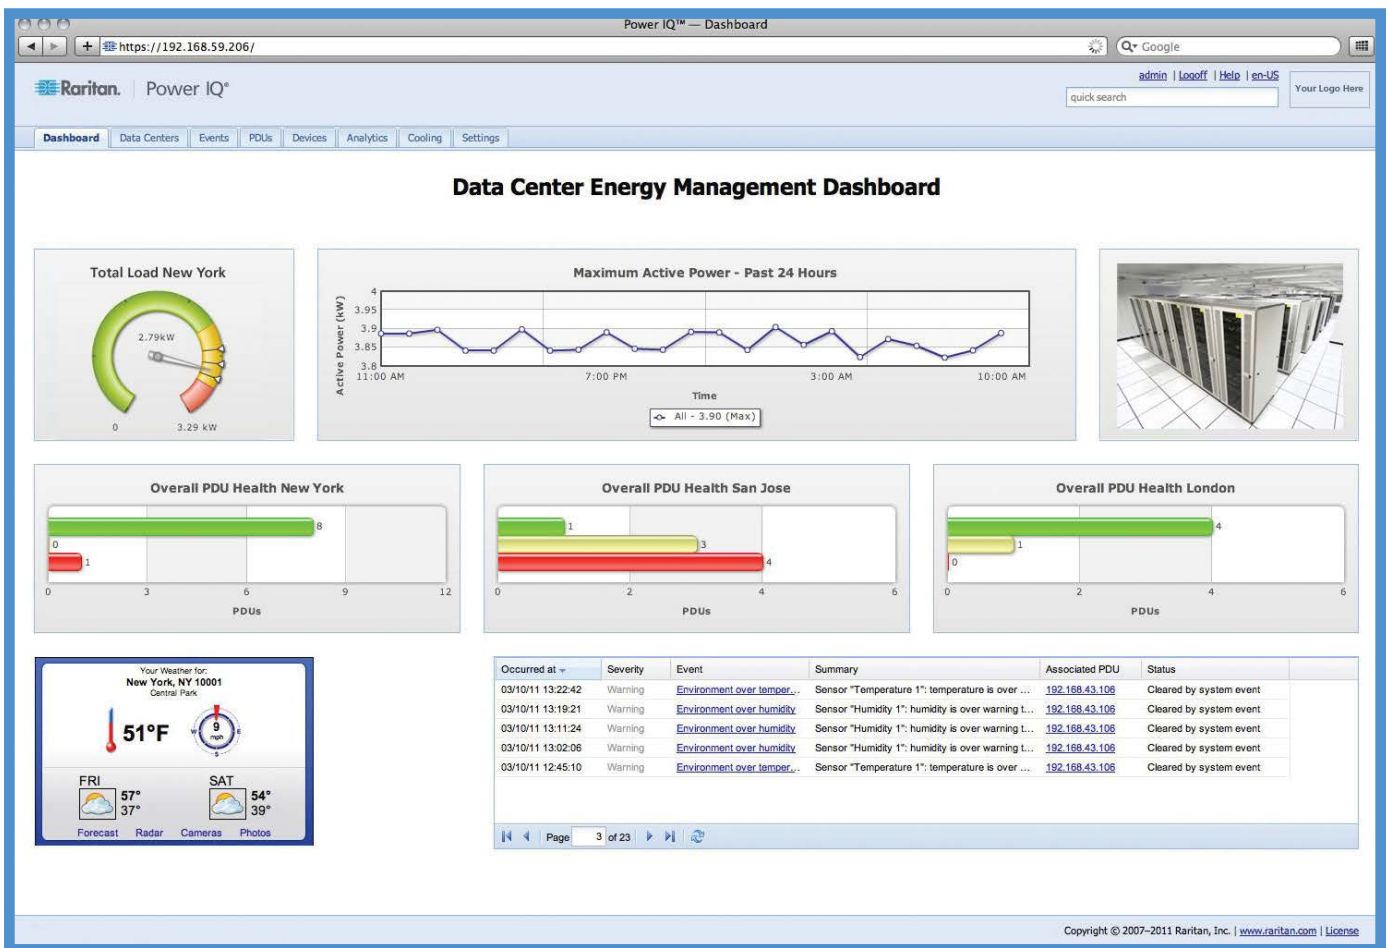 Power IQ™ — Dashboard
https://192.168.59.206/
Google
Raritan. Power IQ®
admin | Logoff | Help | en-US
quick search
Your Logo Here
Dashboard Data Centers Events PDUs Devices Analytics Cooling Settings
Data Center Energy Management Dashboard
Total Load New York
2.79kW
0 3.29 kW
Maximum Active Power - Past 24 Hours
Active Power (kW)
4
3.95
3.9
3.85
3.8
11:00 AM 7:00 PM 3:00 AM 10:00 AM
Time
All - 3.90 (Max)
Overall PDU Health New York
8
0
1
0 3 6 9 12
PDUs
Overall PDU Health San Jose
1
3
4
0 2 4 6
PDUs
Overall PDU Health London
4
1
0
0 2 4 6
PDUs
Your Weather for:
New York, NY 10001
Central Park
51°F
W 9 E
mph
S
FRI SAT
57° 54°
37° 39°
Forecast Radar Cameras Photos
Occurred at Severity Event Summary Associated PDU Status
03/10/11 13:22:42 Warning Environment over temper... Sensor "Temperature 1": temperature is over ... 192.168.43.106 Cleared by system event
03/10/11 13:19:21 Warning Environment over humidity Sensor "Humidity 1": humidity is over warning t... 192.168.43.106 Cleared by system event
03/10/11 13:11:24 Warning Environment over humidity Sensor "Humidity 1": humidity is over warning t... 192.168.43.106 Cleared by system event
03/10/11 13:02:06 Warning Environment over humidity Sensor "Humidity 1": humidity is over warning t... 192.168.43.106 Cleared by system event
03/10/11 12:45:10 Warning Environment over temper... Sensor "Temperature 1": temperature is over ... 192.168.43.106 Cleared by system event
Page 3 of 23
Copyright © 2007–2011 Raritan, Inc. | www.raritan.com | License